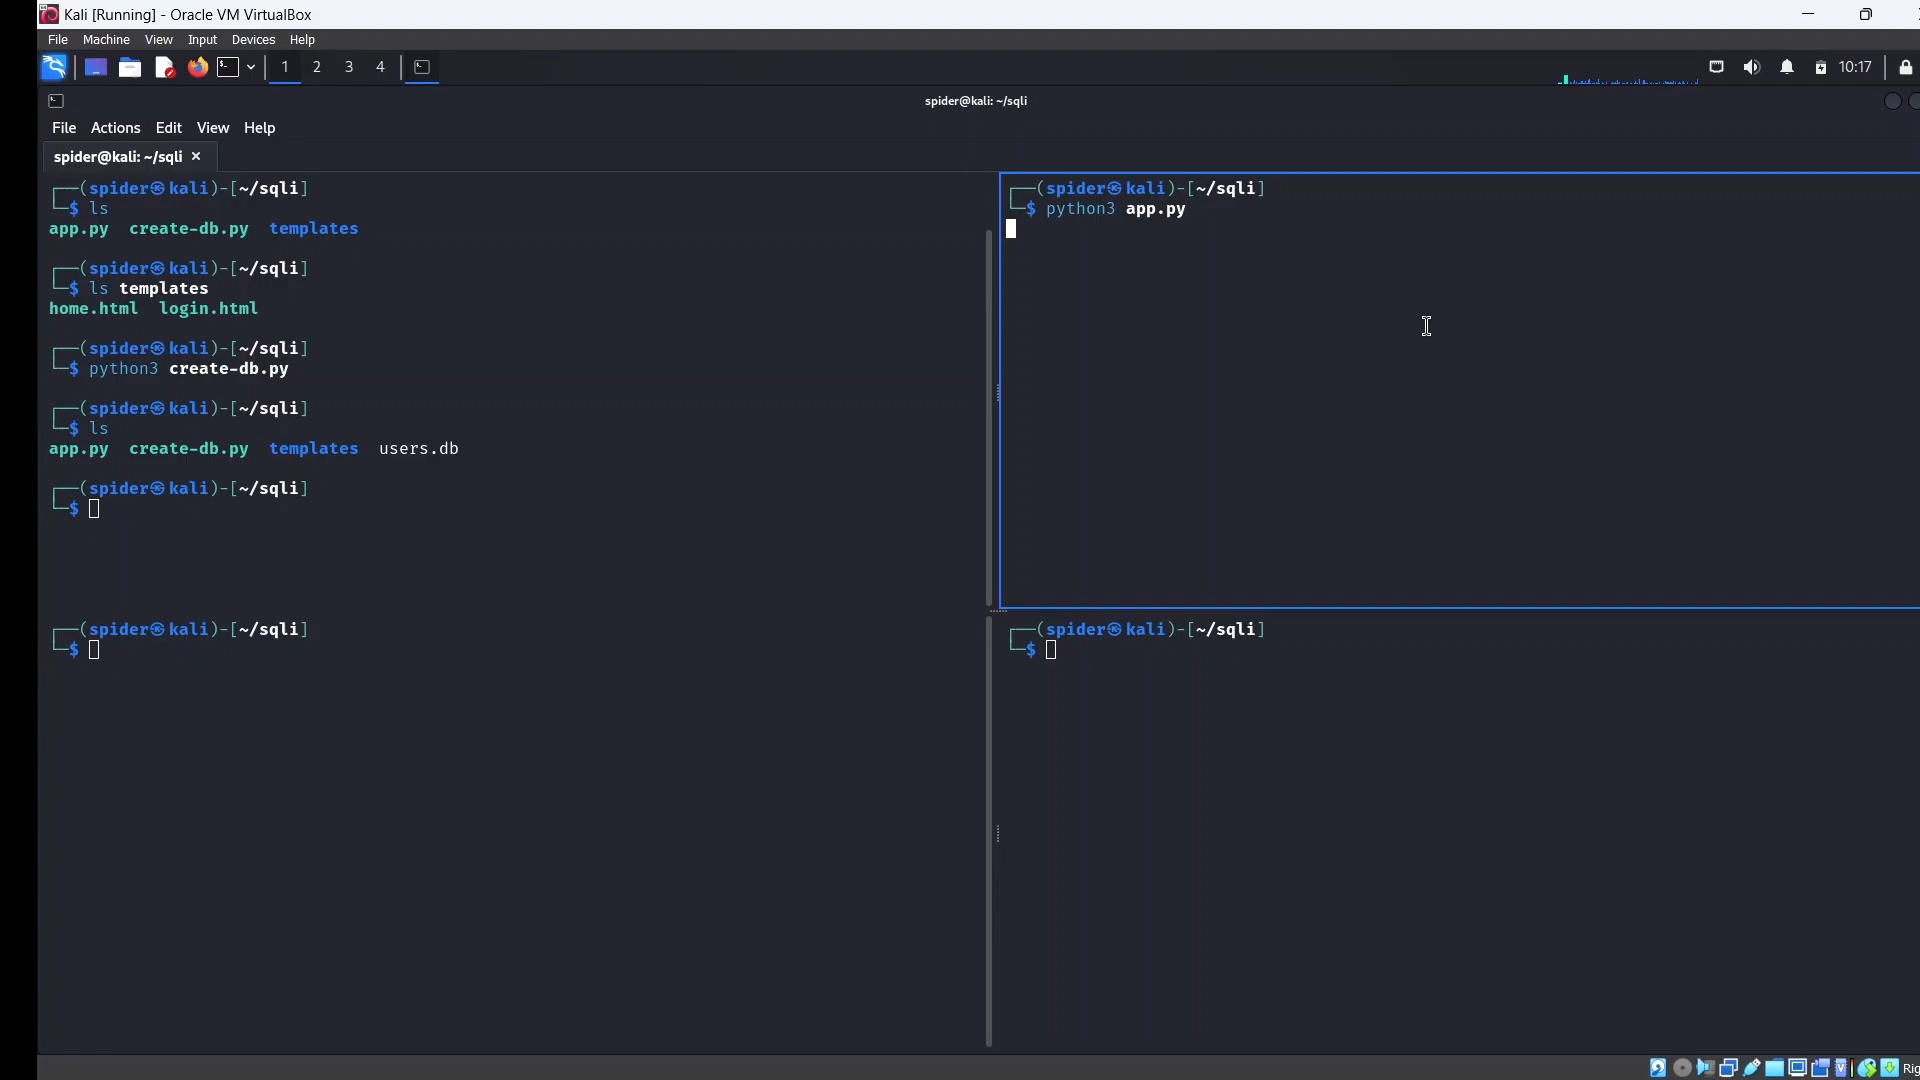 Kali [Running] - Oracle VM VirtualBox
File Machine View Input Devices Help
1 2 3 4 10:17
spider@kali: ~/sqli
File Actions Edit View Help
spider@kali: ~/sqli ×
┌──(spider㉿kali)-[~/sqli]
└─$ ls
app.py create-db.py templates
┌──(spider㉿kali)-[~/sqli]
└─$ ls templates
home.html login.html
┌──(spider㉿kali)-[~/sqli]
└─$ python3 create-db.py
┌──(spider㉿kali)-[~/sqli]
└─$ ls
app.py create-db.py templates users.db
┌──(spider㉿kali)-[~/sqli]
└─$
┌──(spider㉿kali)-[~/sqli]
└─$ python3 app.py
┌──(spider㉿kali)-[~/sqli]
└─$
┌──(spider㉿kali)-[~/sqli]
└─$